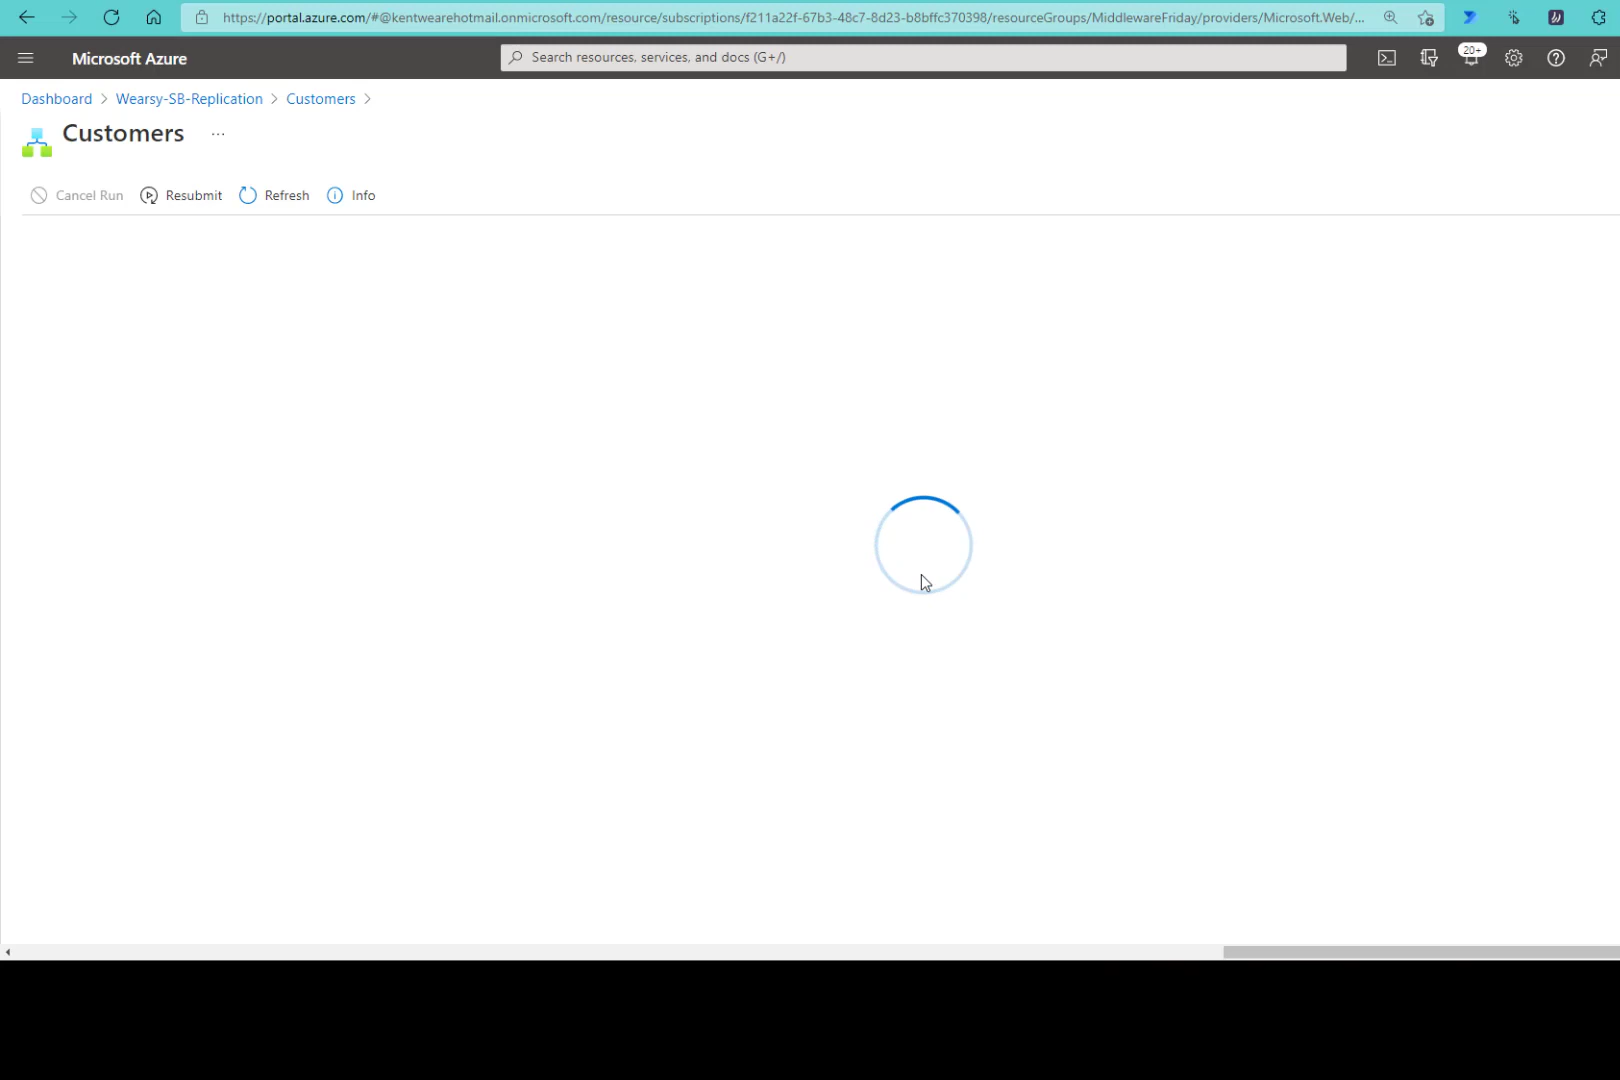 https://portal.azure.com/#@kentwearehotmail.onmicrosoft.com/resource/subscriptions/f211a22f-67b3-48c7-8d23-b8bffc370398/resourceGroups/MiddlewareFriday/providers/Microsoft.Web/...
Microsoft Azure
Search resources, services, and docs (G+/)
20+
Dashboard > Wearsy-SB-Replication > Customers >
Customers ...
Cancel Run Resubmit Refresh Info